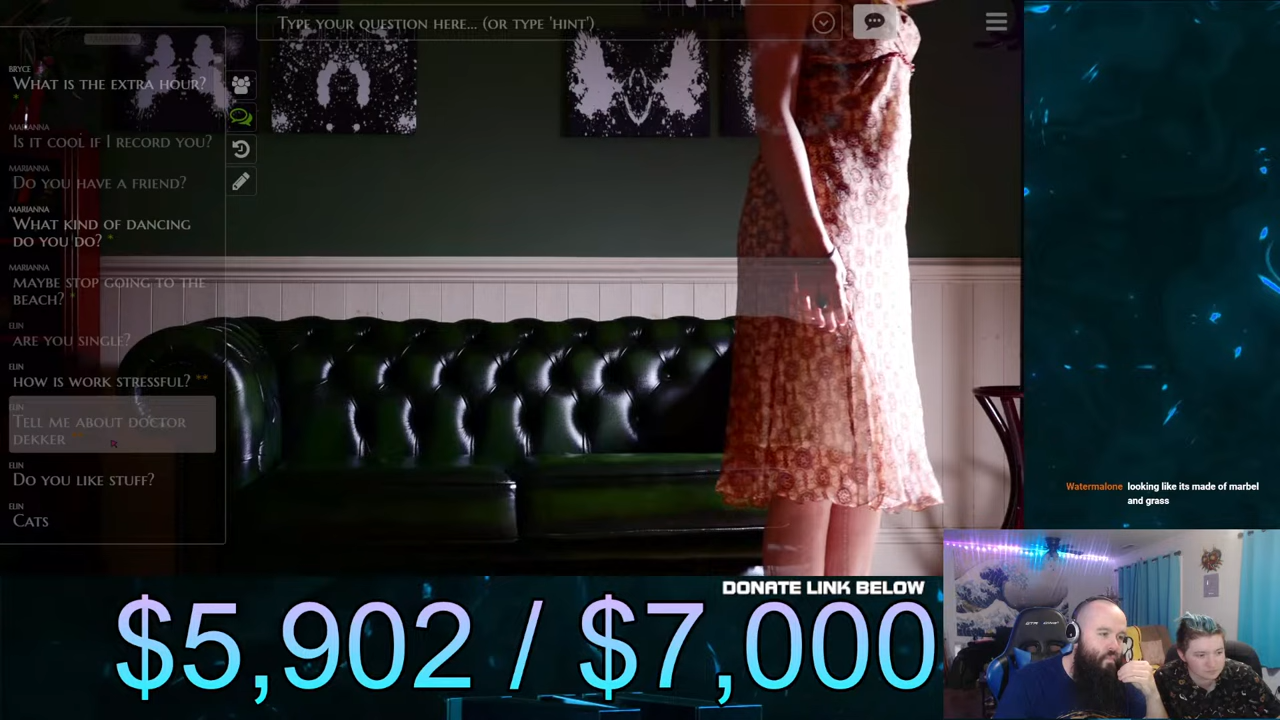 TYPE YOUR QUESTION HERE... (OR TYPE 'HINT')
BRYCE
WHAT IS THE EXTRA HOUR?
*
MARIANNA
IS IT COOL IF I RECORD YOU?
MARIANNA
DO YOU HAVE A FRIEND?
MARIANNA
WHAT KIND OF DANCING
DO YOU DO? *
MARIANNA
MAYBE STOP GOING TO THE
BEACH? *
ELIN
ARE YOU SINGLE?
ELIN
HOW IS WORK STRESSFUL? **
ELIN
TELL ME ABOUT DOCTOR
DEKKER
ELIN
DO YOU LIKE STUFF?
ELIN
CATS
Watermalone looking like its made of marbel
and grass
DONATE LINK BELOW
$5,902 / $7,000